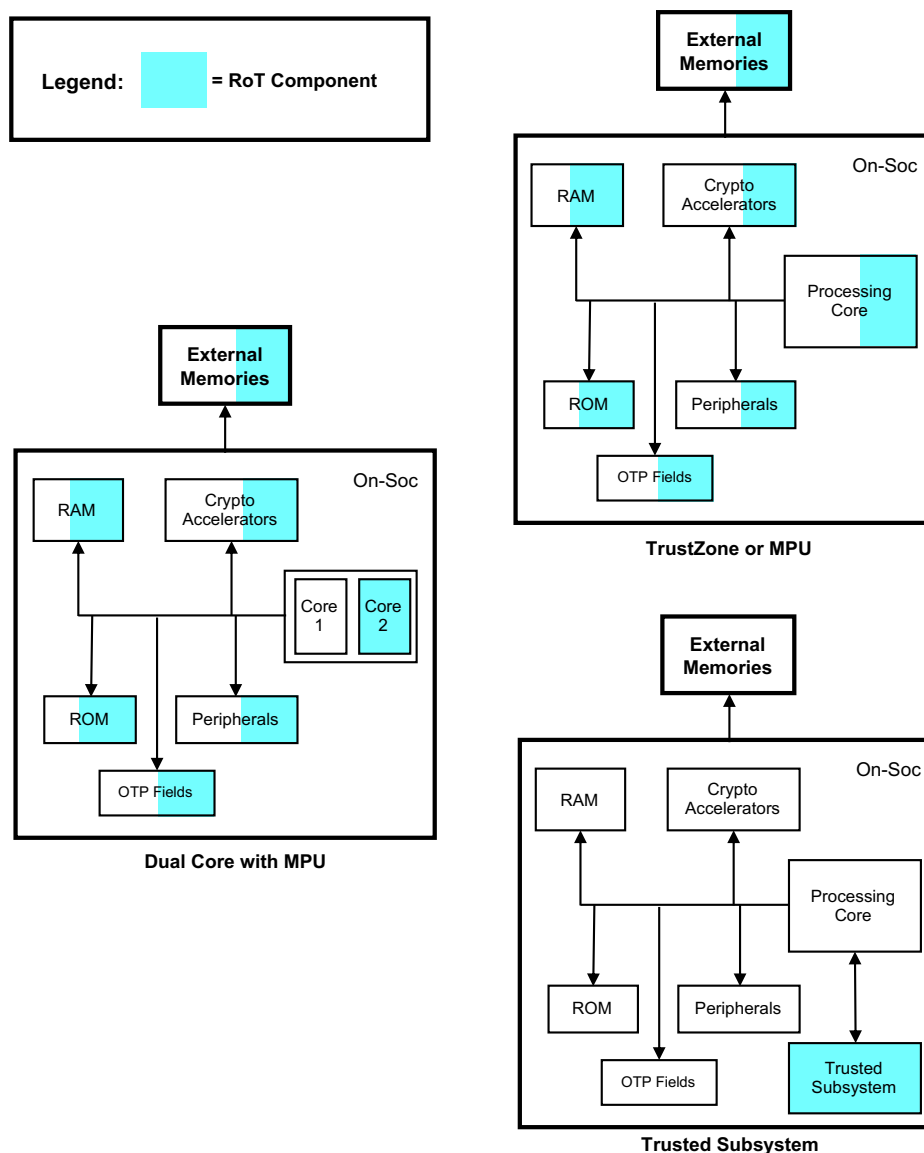 Legend:
= RoT Component
External
Memories
On-Soc
RAM
Crypto
Accelerators
Processing
Core
ROM
Peripherals
OTP Fields
TrustZone or MPU
External
Memories
On-Soc
RAM
Crypto
Accelerators
Core
1
Core
2
ROM
Peripherals
OTP Fields
Dual Core with MPU
External
Memories
On-Soc
RAM
Crypto
Accelerators
Processing
Core
ROM
Peripherals
OTP Fields
Trusted
Subsystem
Trusted Subsystem